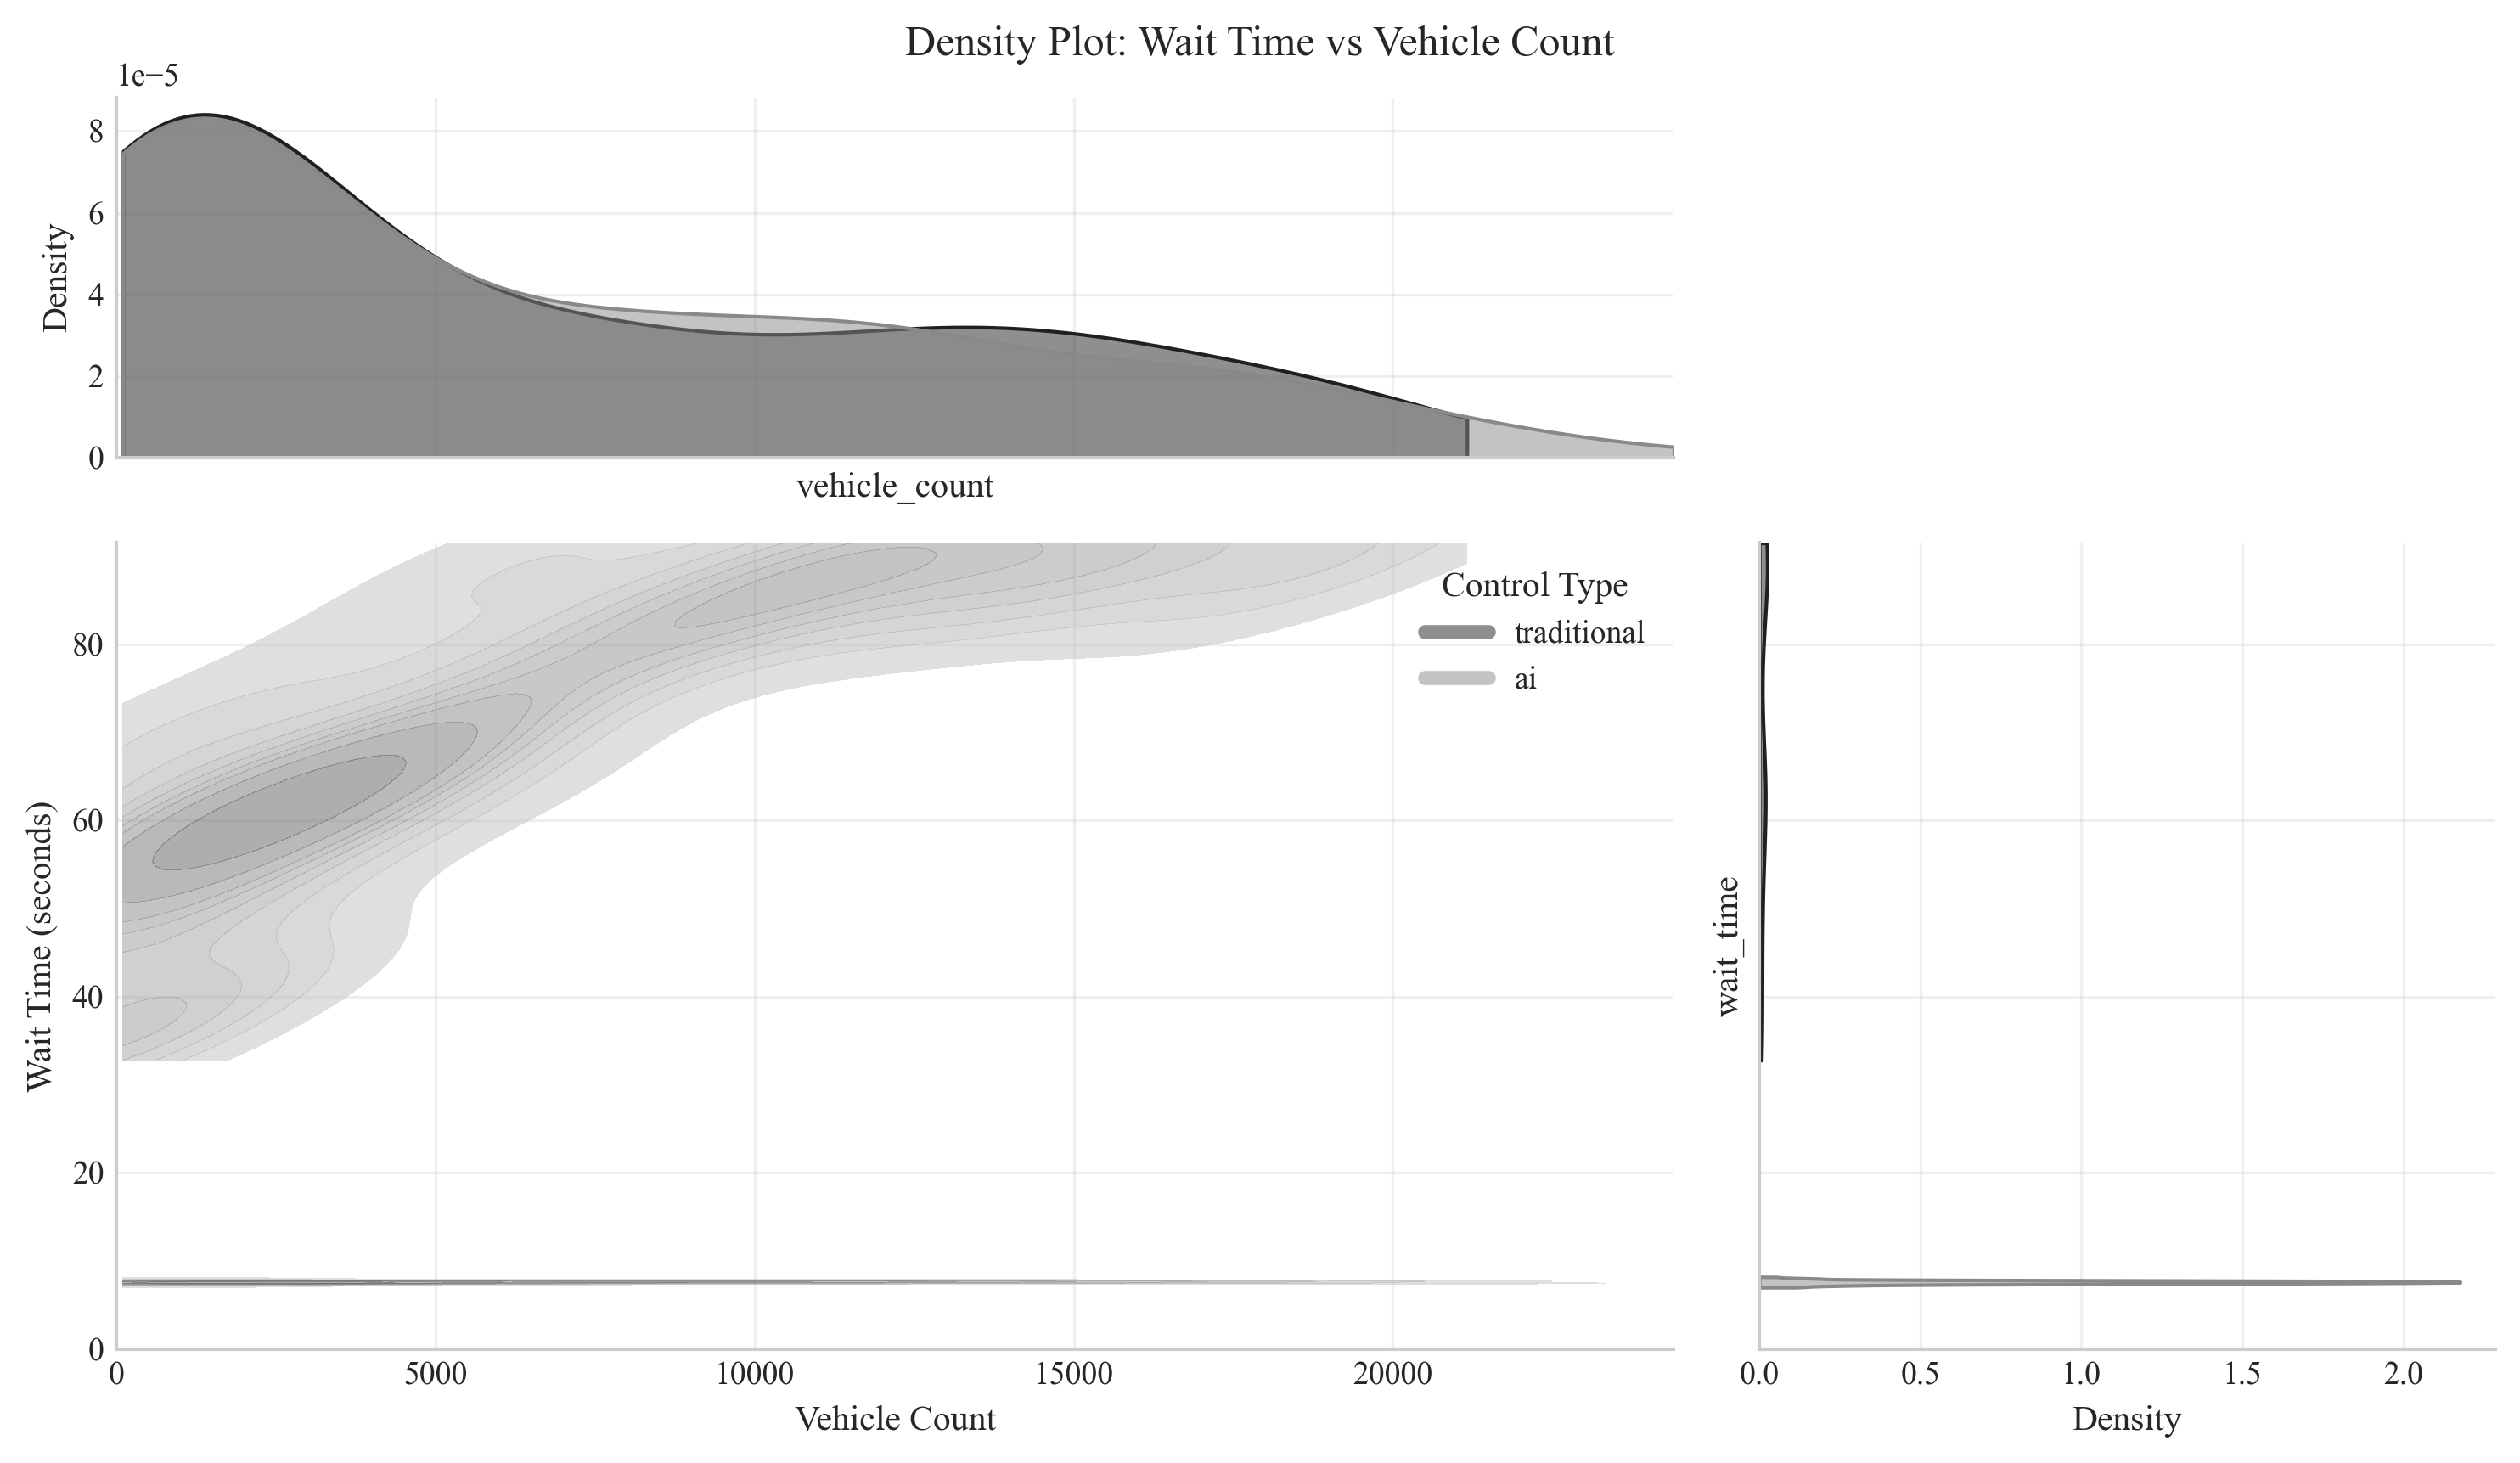 Density Plot: Wait Time vs Vehicle Count
1e−5
8
6
4
2
0
Density
vehicle_count
Control Type
traditional
ai
80
60
40
20
0
Wait Time (seconds)
0 5000 10000 15000 20000
Vehicle Count
wait_time
0.0 0.5 1.0 1.5 2.0
Density